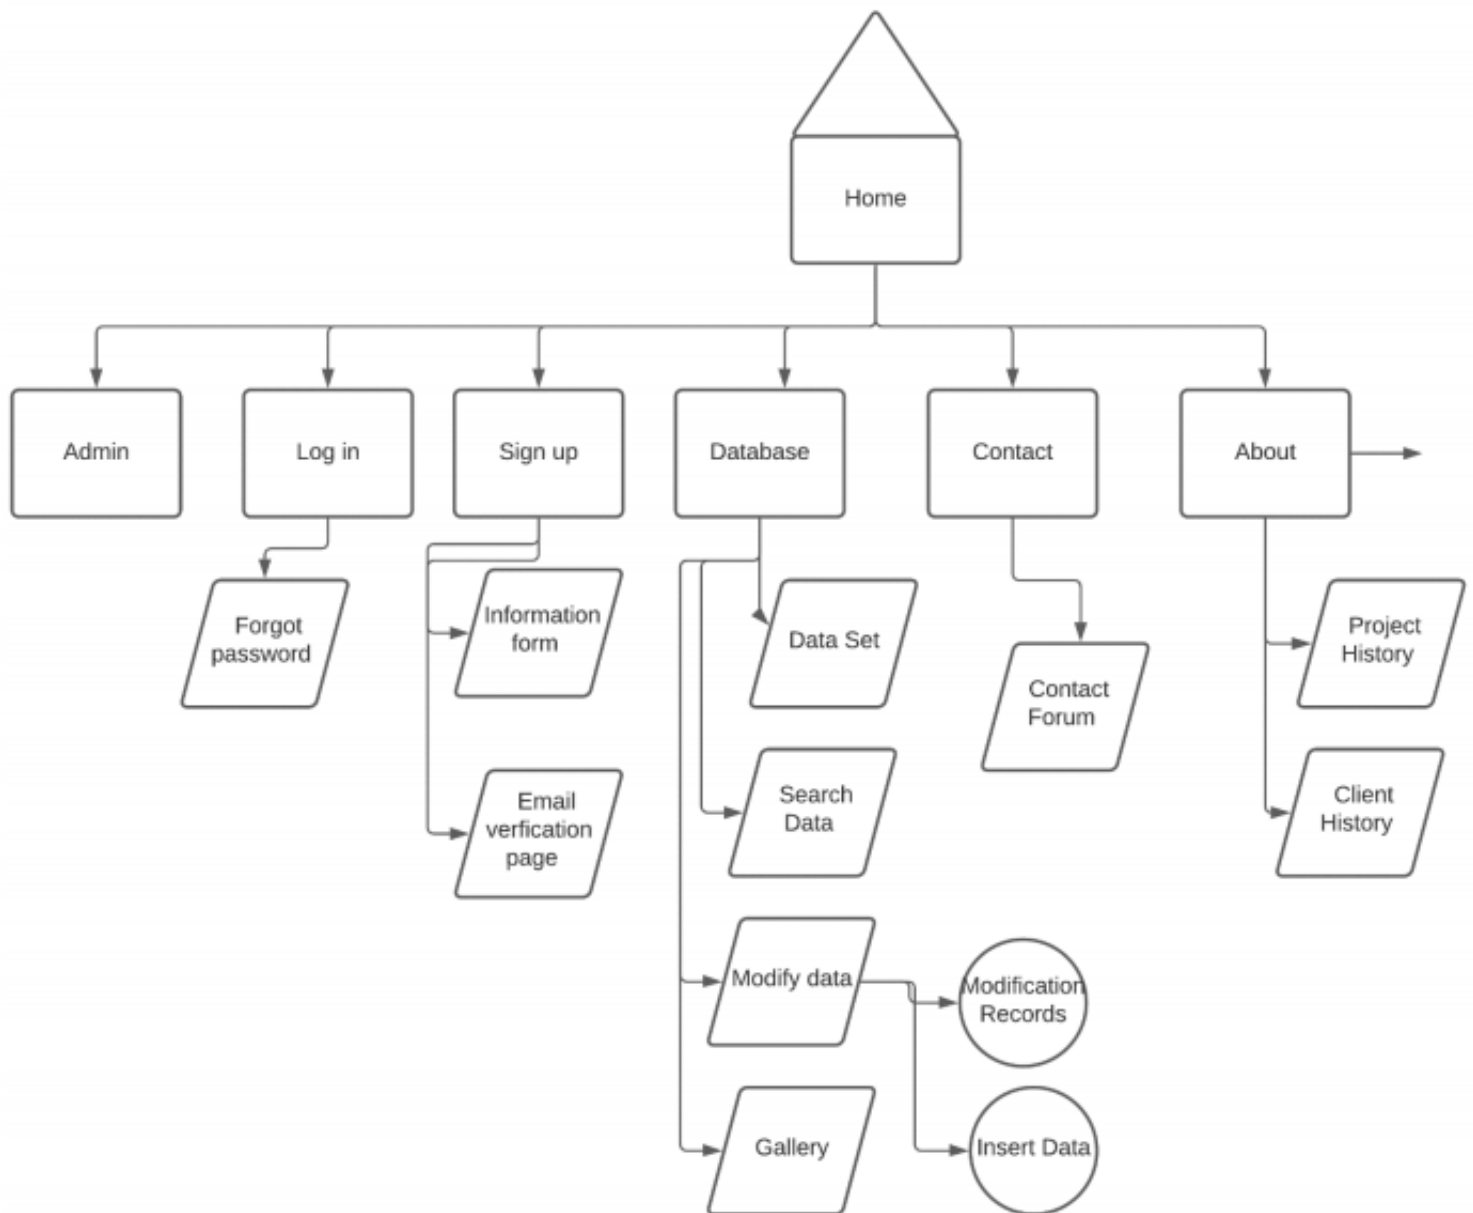 Home
Admin
Log in
Sign up
Database
Contact
About
Forgot
password
Information
form
Data Set
Contact
Forum
Project
History
Email
verfication
page
Search
Data
Client
History
Modify data
Modification
Records
Gallery
Insert Data